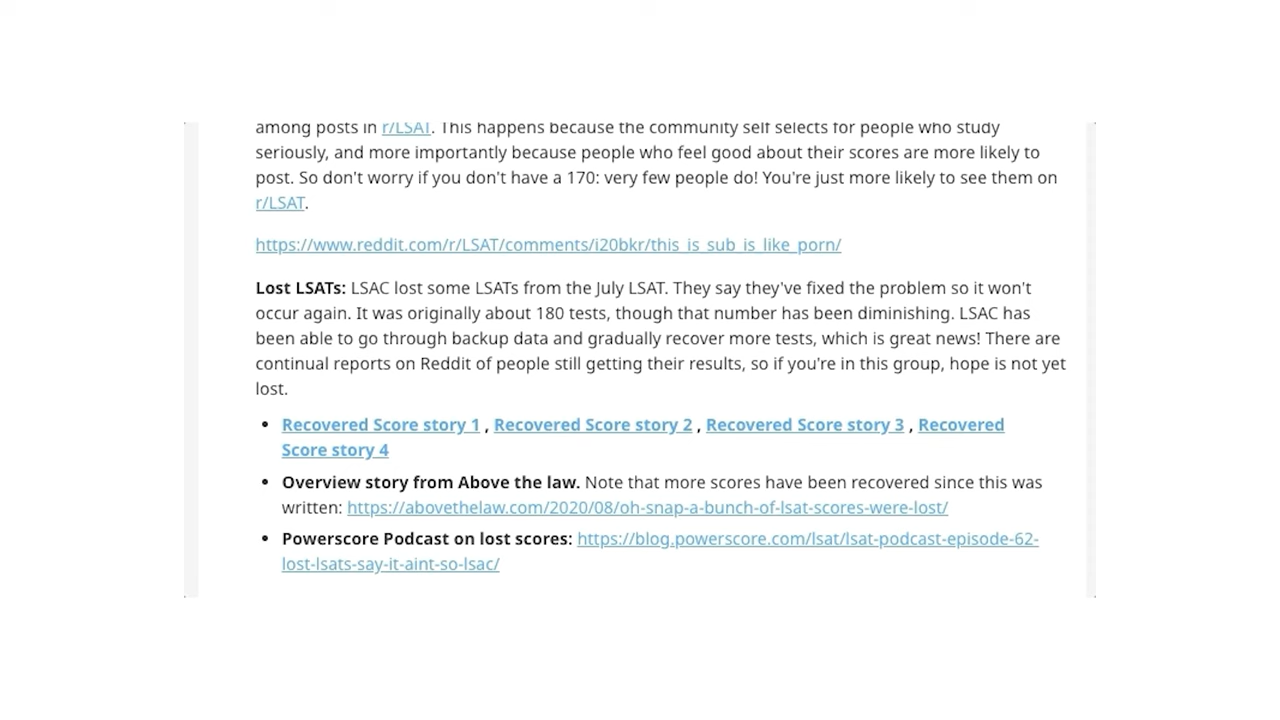 among posts in r/LSAT. This happens because the community self selects for people who study
seriously, and more importantly because people who feel good about their scores are more likely to
post. So don't worry if you don't have a 170: very few people do! You're just more likely to see them on
r/LSAT.
https://www.reddit.com/r/LSAT/comments/i20bkr/this_is_sub_is_like_porn/
Lost LSATs: LSAC lost some LSATs from the July LSAT. They say they've fixed the problem so it won't
occur again. It was originally about 180 tests, though that number has been diminishing. LSAC has
been able to go through backup data and gradually recover more tests, which is great news! There are
continual reports on Reddit of people still getting their results, so if you're in this group, hope is not yet
lost.
• Recovered Score story 1 , Recovered Score story 2 , Recovered Score story 3 , Recovered
Score story 4
• Overview story from Above the law. Note that more scores have been recovered since this was
written: https://abovethelaw.com/2020/08/oh-snap-a-bunch-of-lsat-scores-were-lost/
• Powerscore Podcast on lost scores: https://blog.powerscore.com/lsat/lsat-podcast-episode-62-
lost-lsats-say-it-aint-so-lsac/